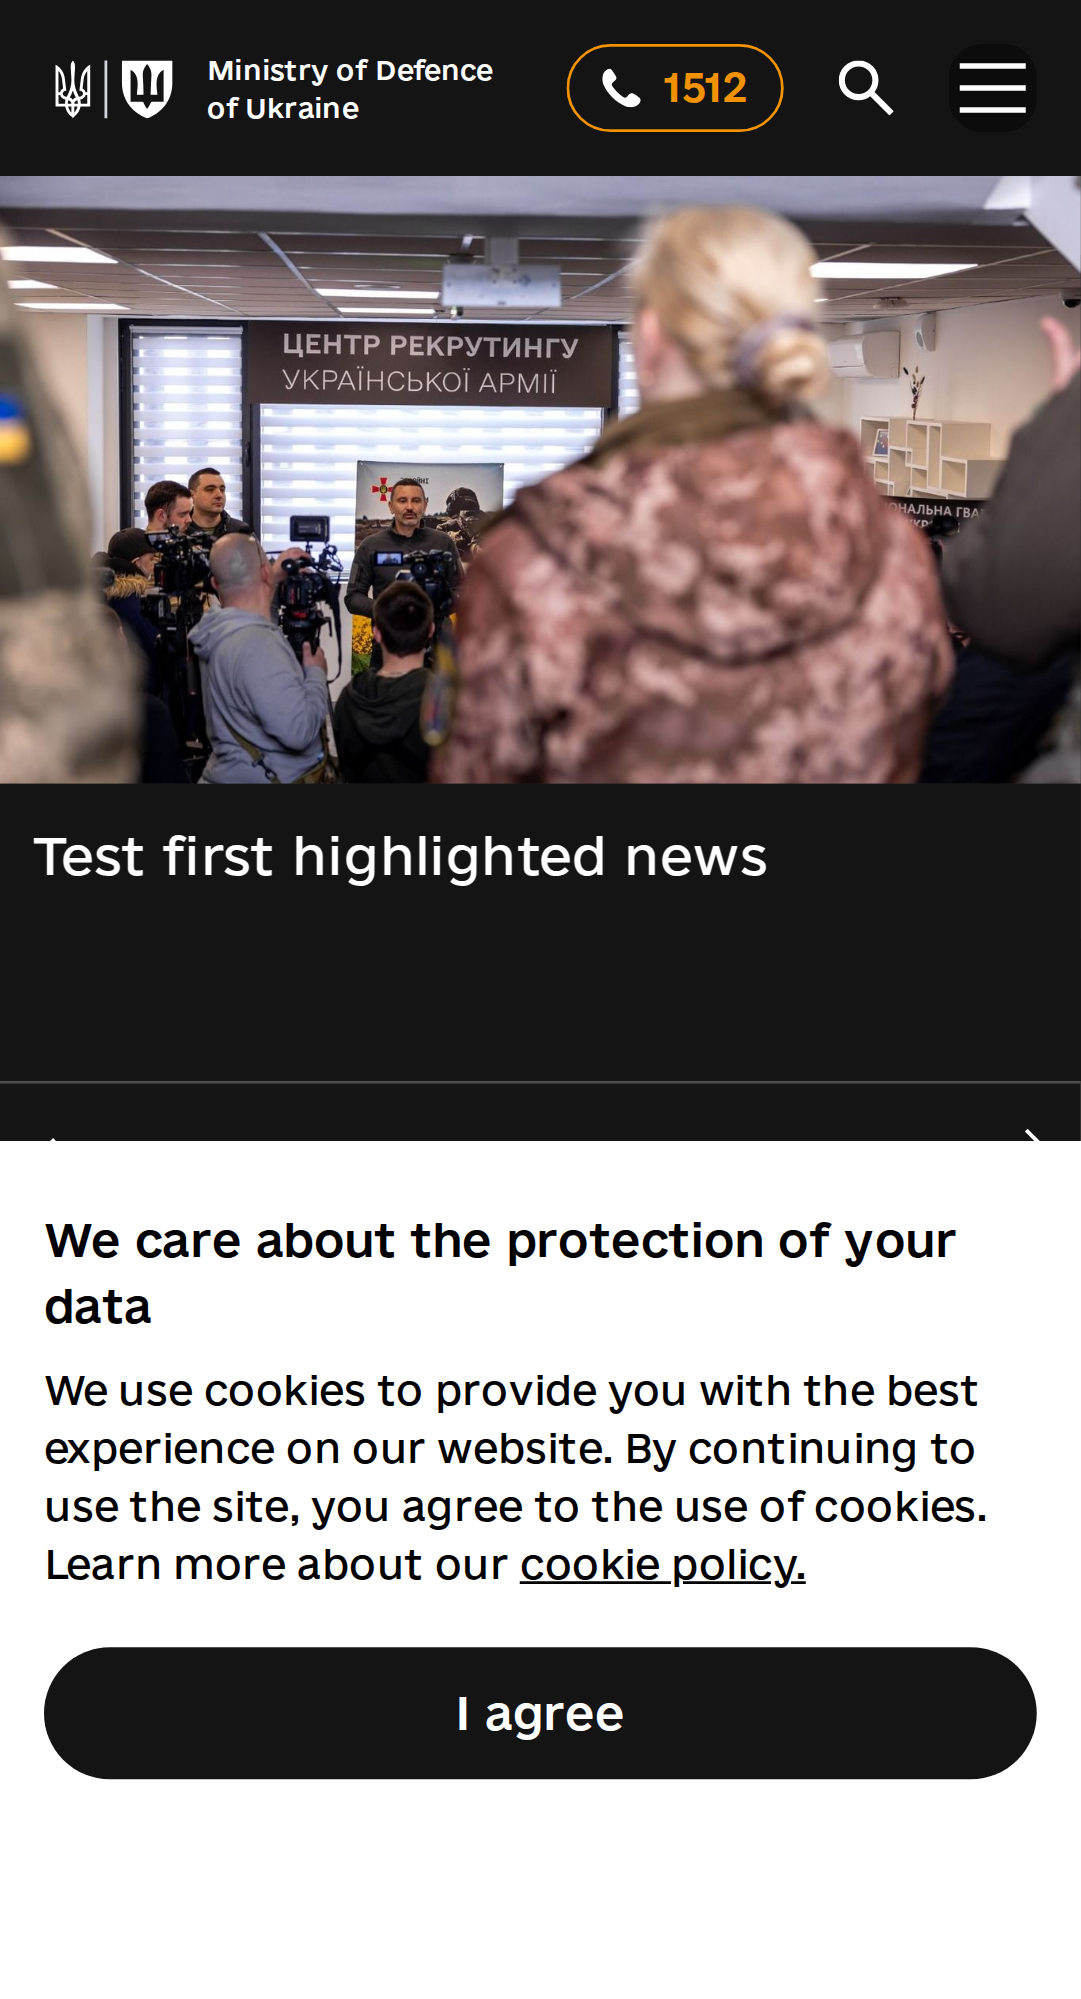 Ministry of Defence
of Ukraine
1512
ЦЕНТР РЕКРУТИНГУ
УКРАЇНСЬКОЇ АРМІЇ
Test first highlighted news
We care about the protection of your
data
We use cookies to provide you with the best
experience on our website. By continuing to
use the site, you agree to the use of cookies.
Learn more about our cookie policy.
I agree